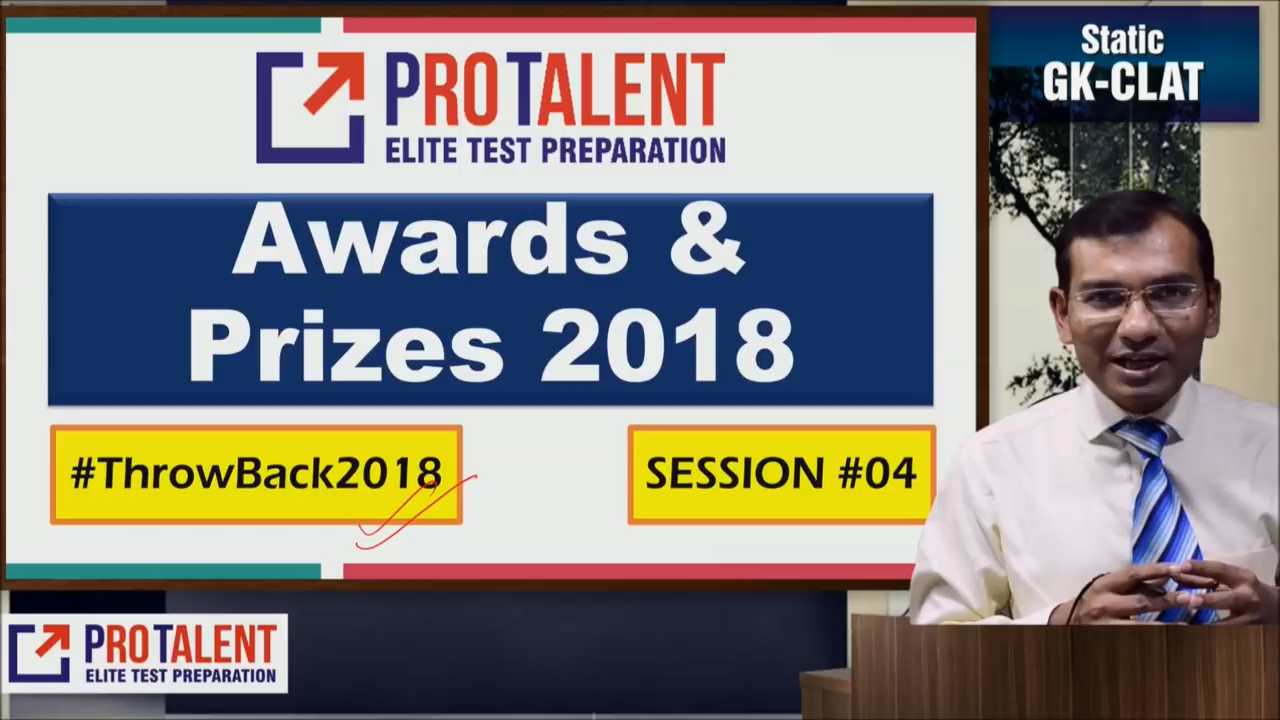 PROTALENT
ELITE TEST PREPARATION
Static
GK-CLAT
Awards &
Prizes 2018
#ThrowBack2018
SESSION #04
PROTALENT
ELITE TEST PREPARATION